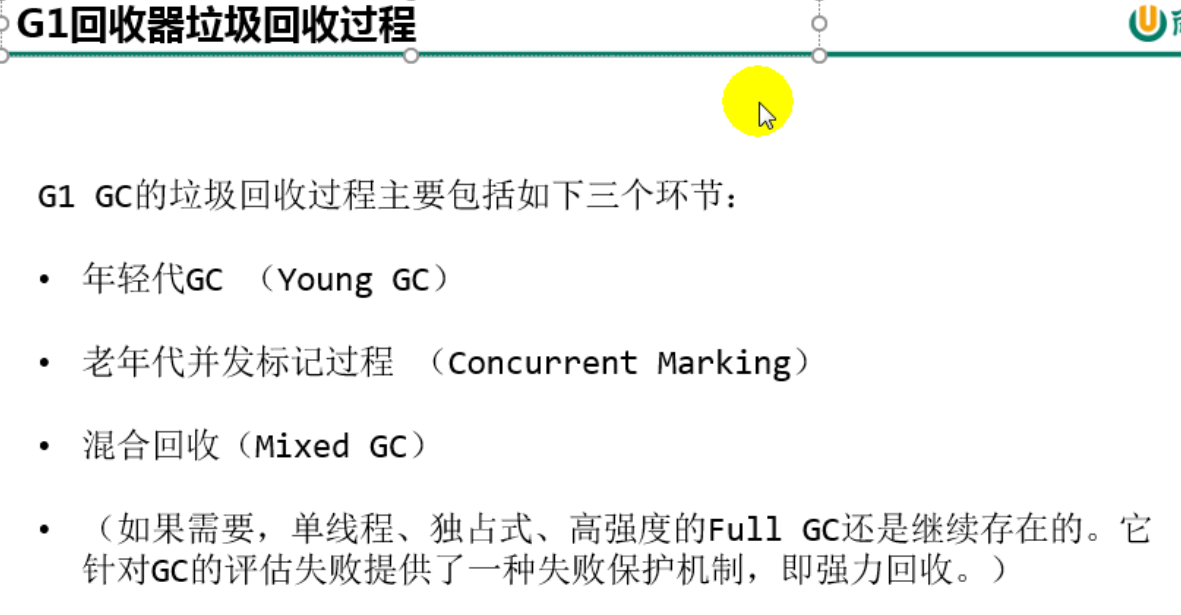 G1回收器垃圾回收过程
G1 GC的垃圾回收过程主要包括如下三个环节：
• 年轻代GC （Young GC）
• 老年代并发标记过程 （Concurrent Marking）
• 混合回收（Mixed GC）
• （如果需要，单线程、独占式、高强度的Full GC还是继续存在的。它
针对GC的评估失败提供了一种失败保护机制，即强力回收。）